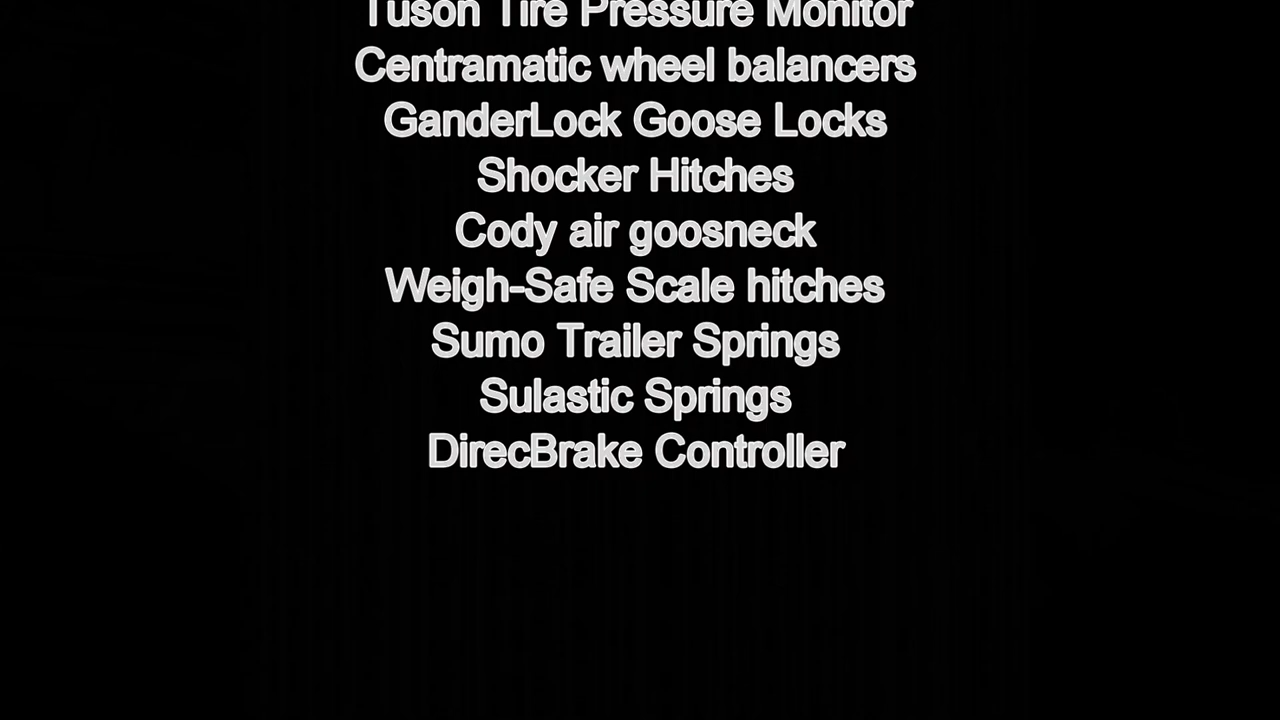 Tuson Tire Pressure Monitor
Centramatic wheel balancers
GanderLock Goose Locks
Shocker Hitches
Cody air gooseneck
Weigh-Safe Scale hitches
Sumo Trailer Springs
Sulastic Springs
DirecBrake Controller